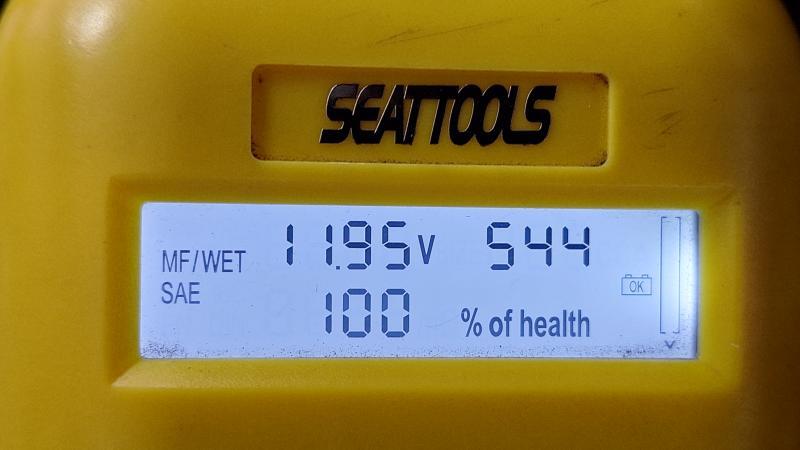 SEATTOOLS
MF/WET 11.95V 544
SAE
100 % of health
OK